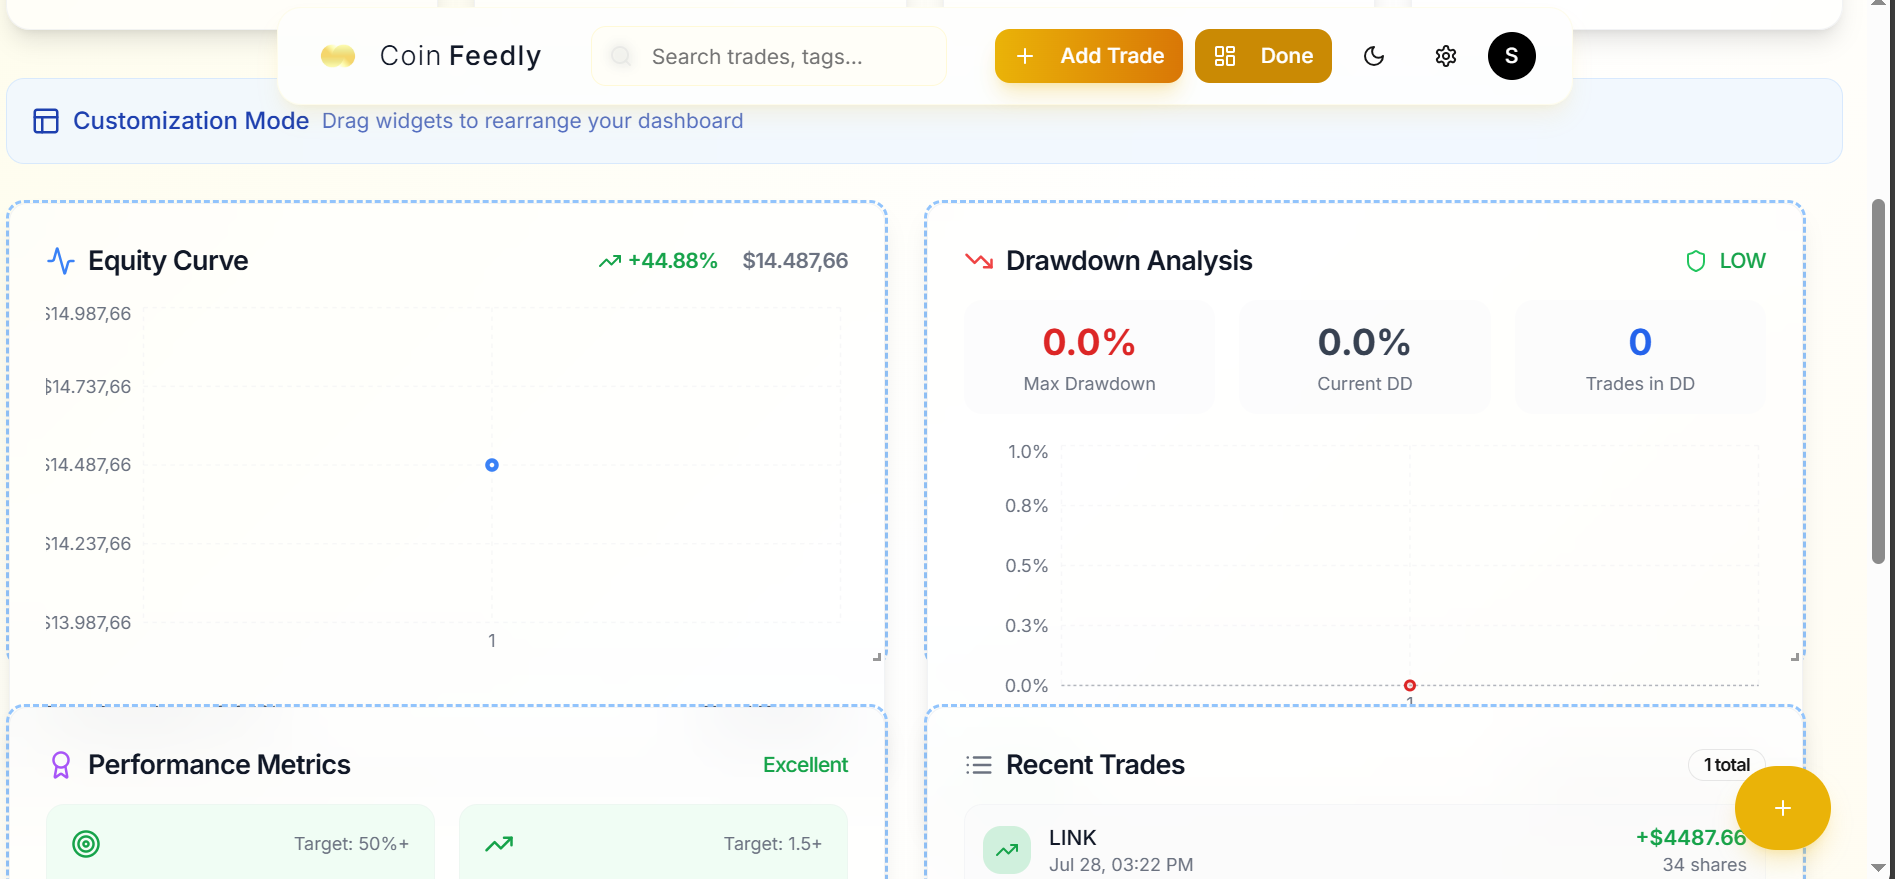 Coin Feedly
Search trades, tags...
+ Add Trade
Done
S
Customization Mode Drag widgets to rearrange your dashboard
Equity Curve
+44.88% $14.487,66
$14.987,66
$14.737,66
$14.487,66
$14.237,66
$13.987,66
1
Drawdown Analysis
LOW
0.0%
Max Drawdown
0.0%
Current DD
0
Trades in DD
1.0%
0.8%
0.5%
0.3%
0.0%
1
Performance Metrics
Excellent
Target: 50%+
Target: 1.5+
Recent Trades
1 total
LINK
+$4487.66
Jul 28, 03:22 PM
34 shares
+